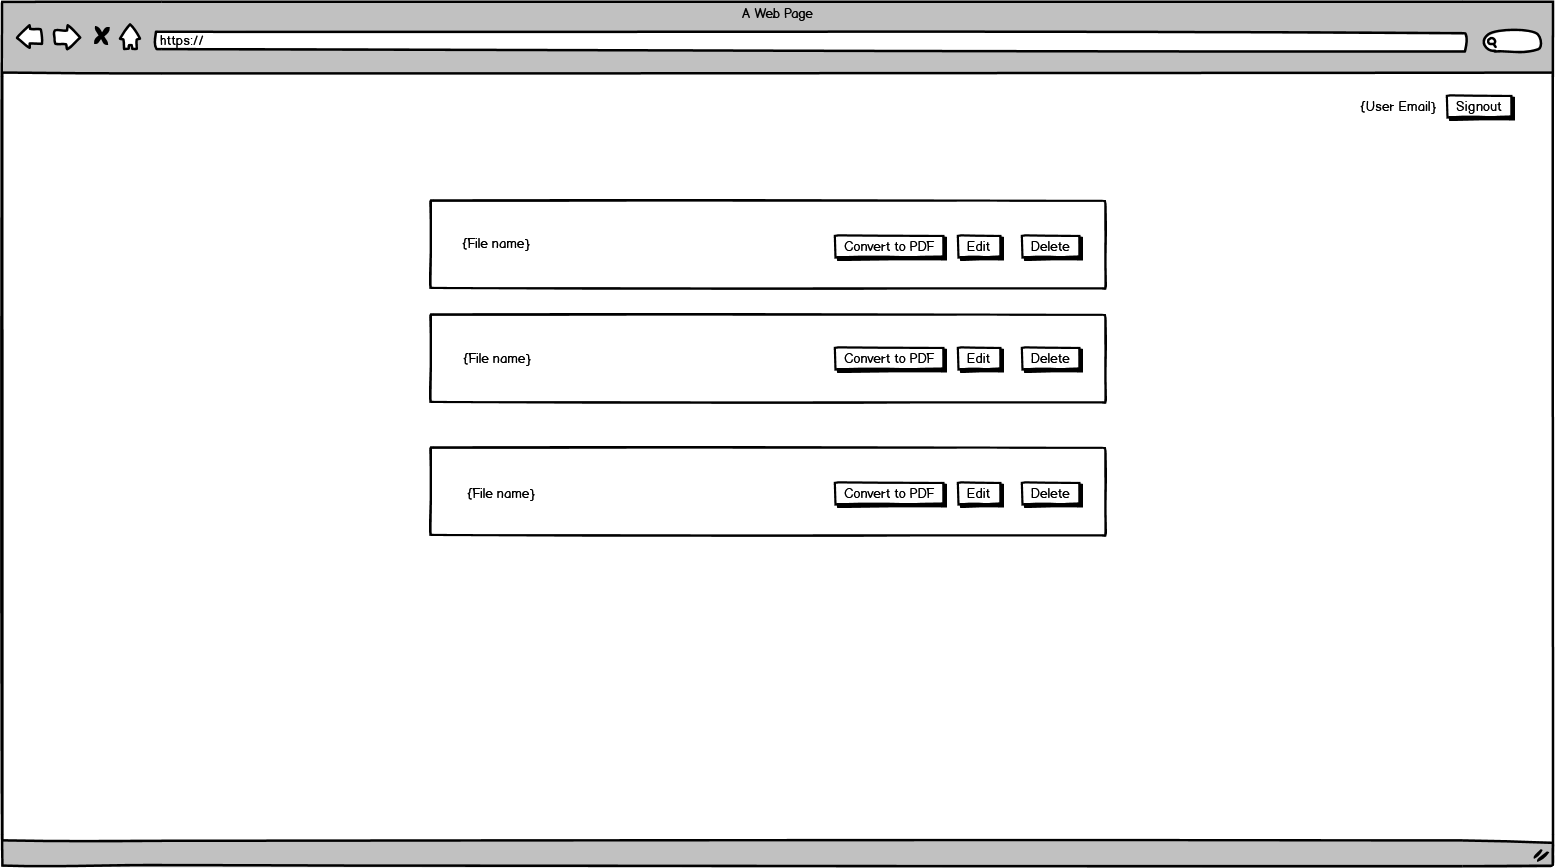 A Web Page
https://
{User Email} Signout
{File name} Convert to PDF Edit Delete
{File name} Convert to PDF Edit Delete
{File name} Convert to PDF Edit Delete